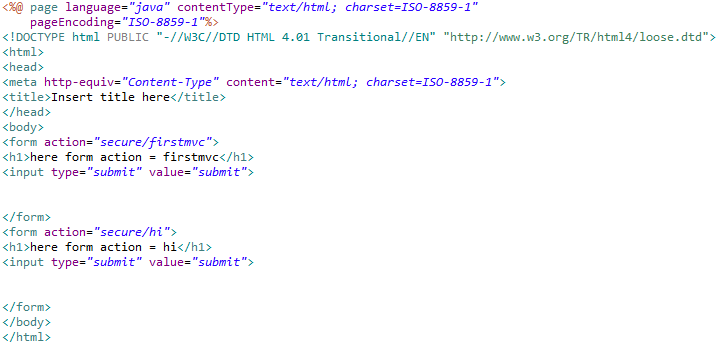 <%@ page language="java" contentType="text/html; charset=ISO-8859-1"
    pageEncoding="ISO-8859-1"%>
<!DOCTYPE html PUBLIC "-//W3C//DTD HTML 4.01 Transitional//EN" "http://www.w3.org/TR/html4/loose.dtd">
<html>
<head>
<meta http-equiv="Content-Type" content="text/html; charset=ISO-8859-1">
<title>Insert title here</title>
</head>
<body>
<form action="secure/firstmvc">
<h1>here form action = firstmvc</h1>
<input type="submit" value="submit">
</form>
<form action="secure/hi">
<h1>here form action = hi</h1>
<input type="submit" value="submit">
</form>
</body>
</html>